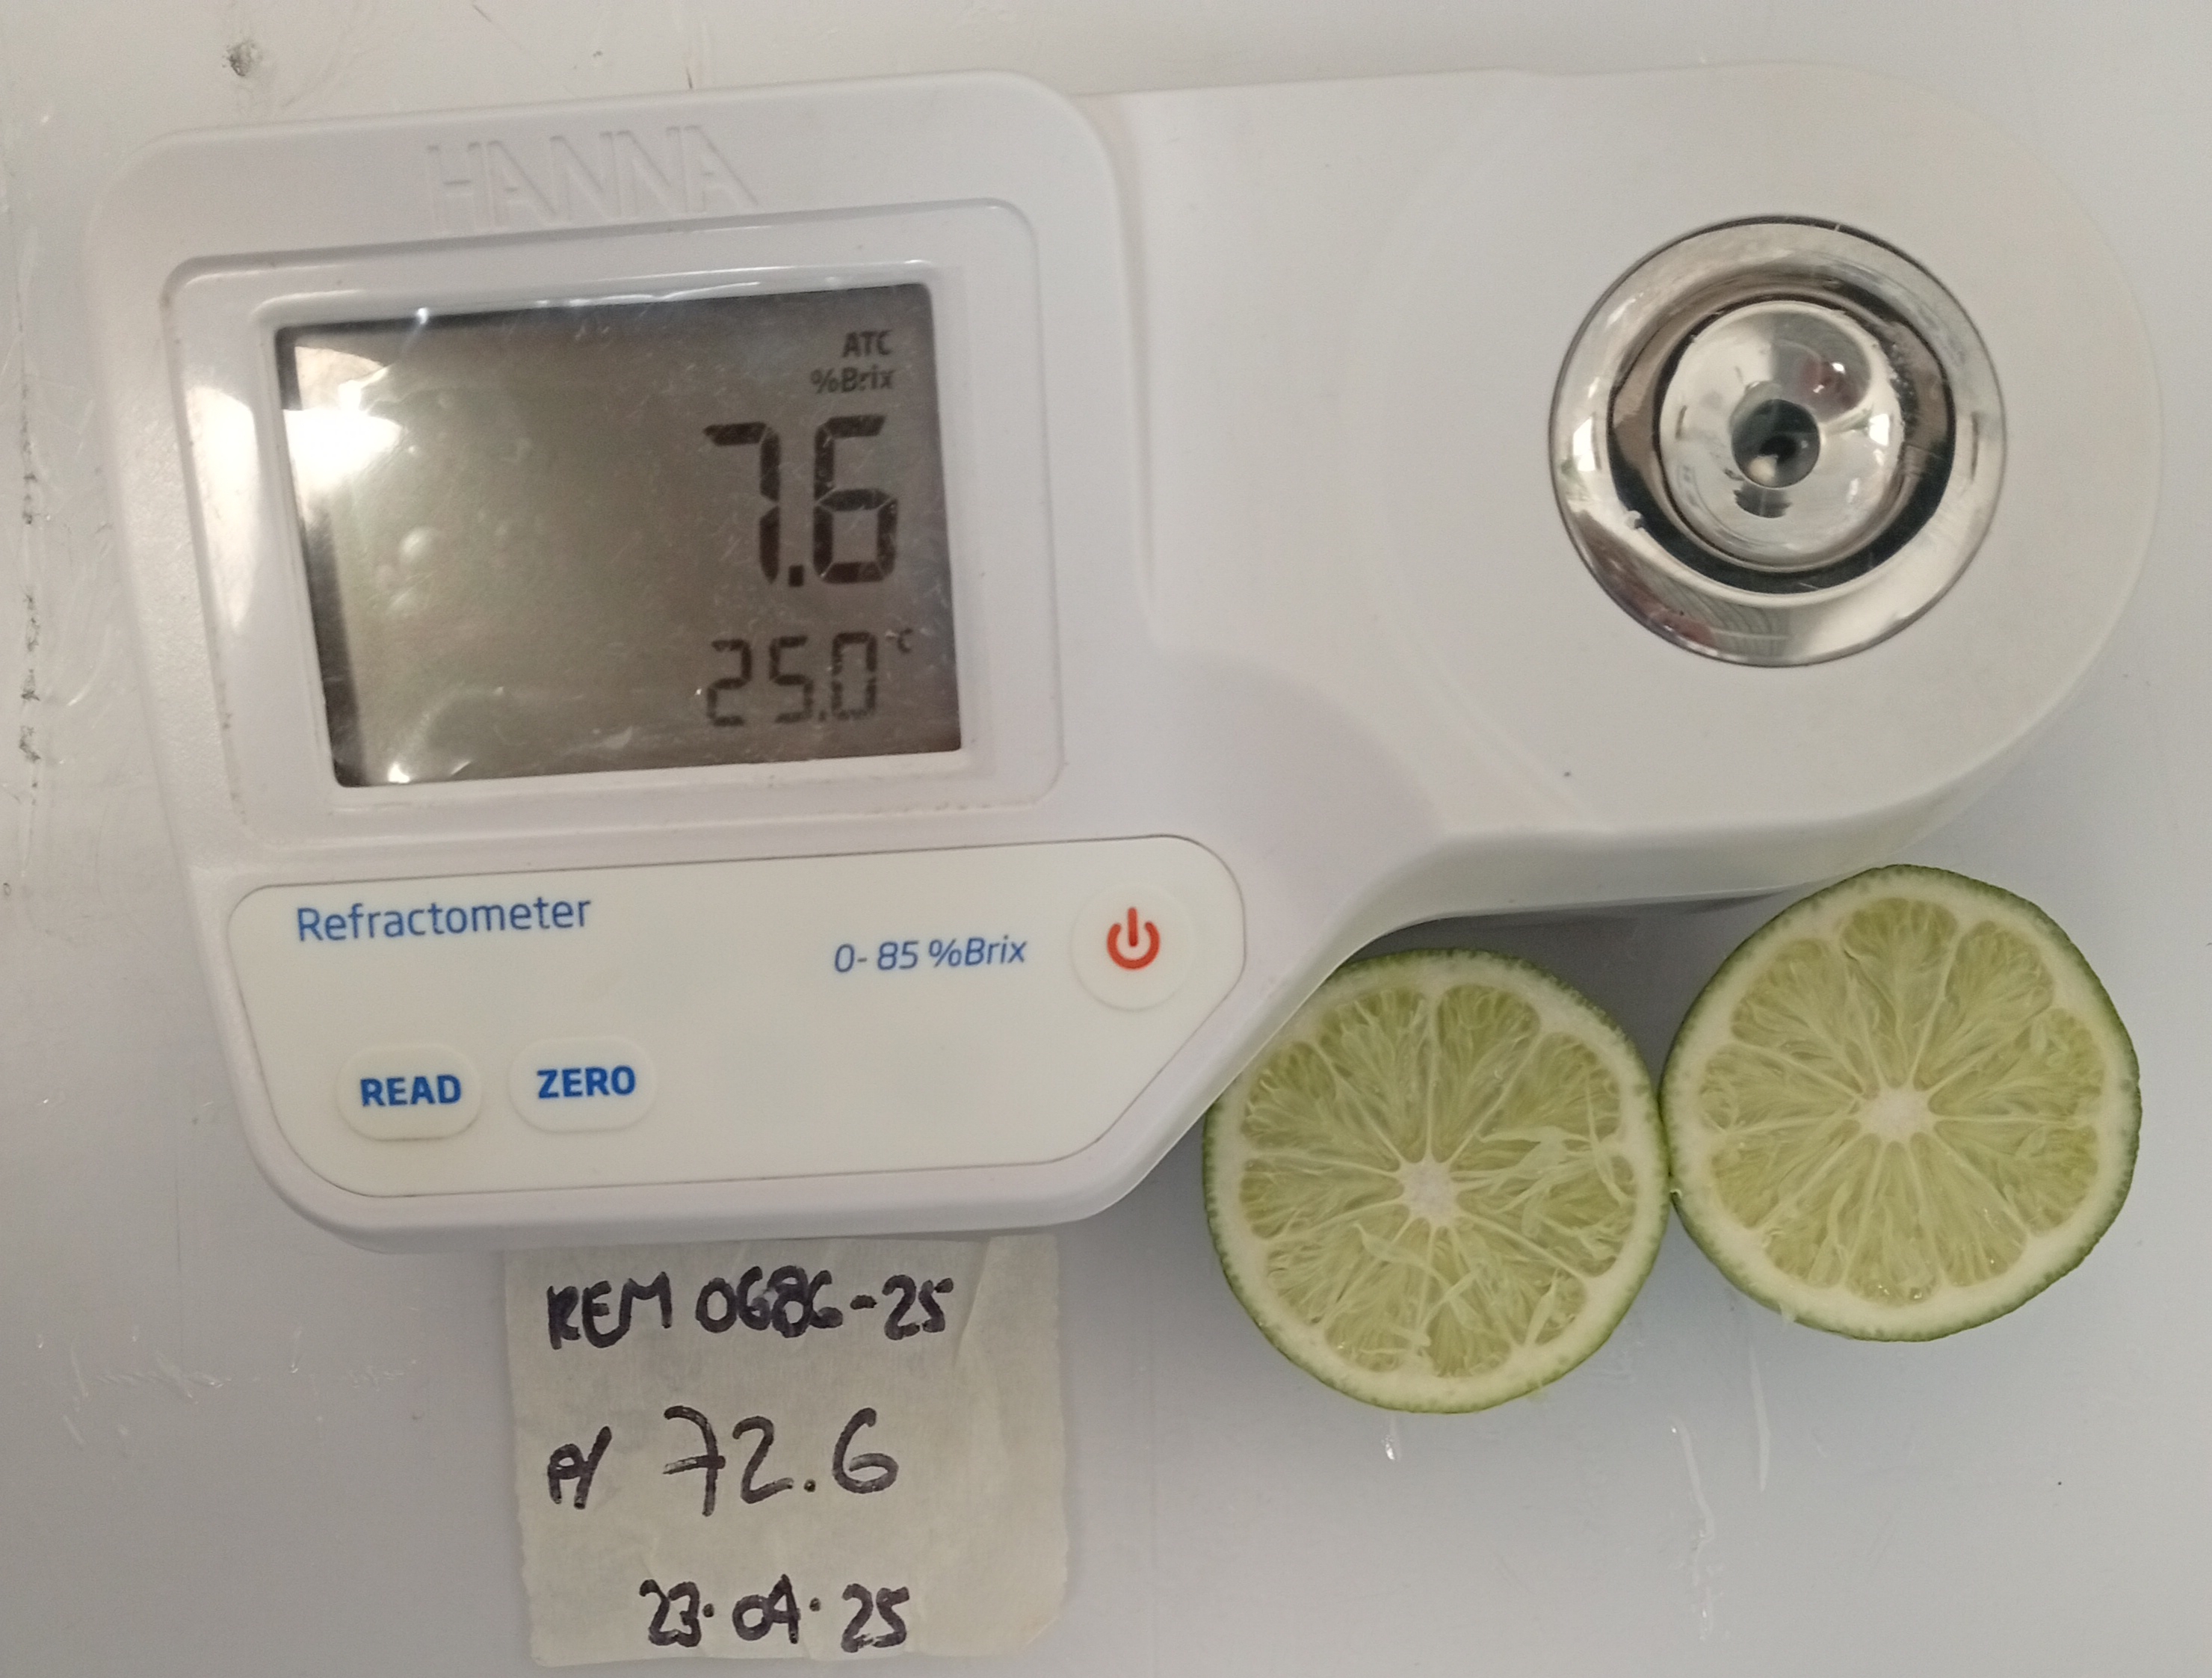 HANNA
ATC
%Brix
7.6
25.0 °C
Refractometer
0-85 %Brix
READ ZERO
REM 0686-25
A/ 72.6
23.04.25